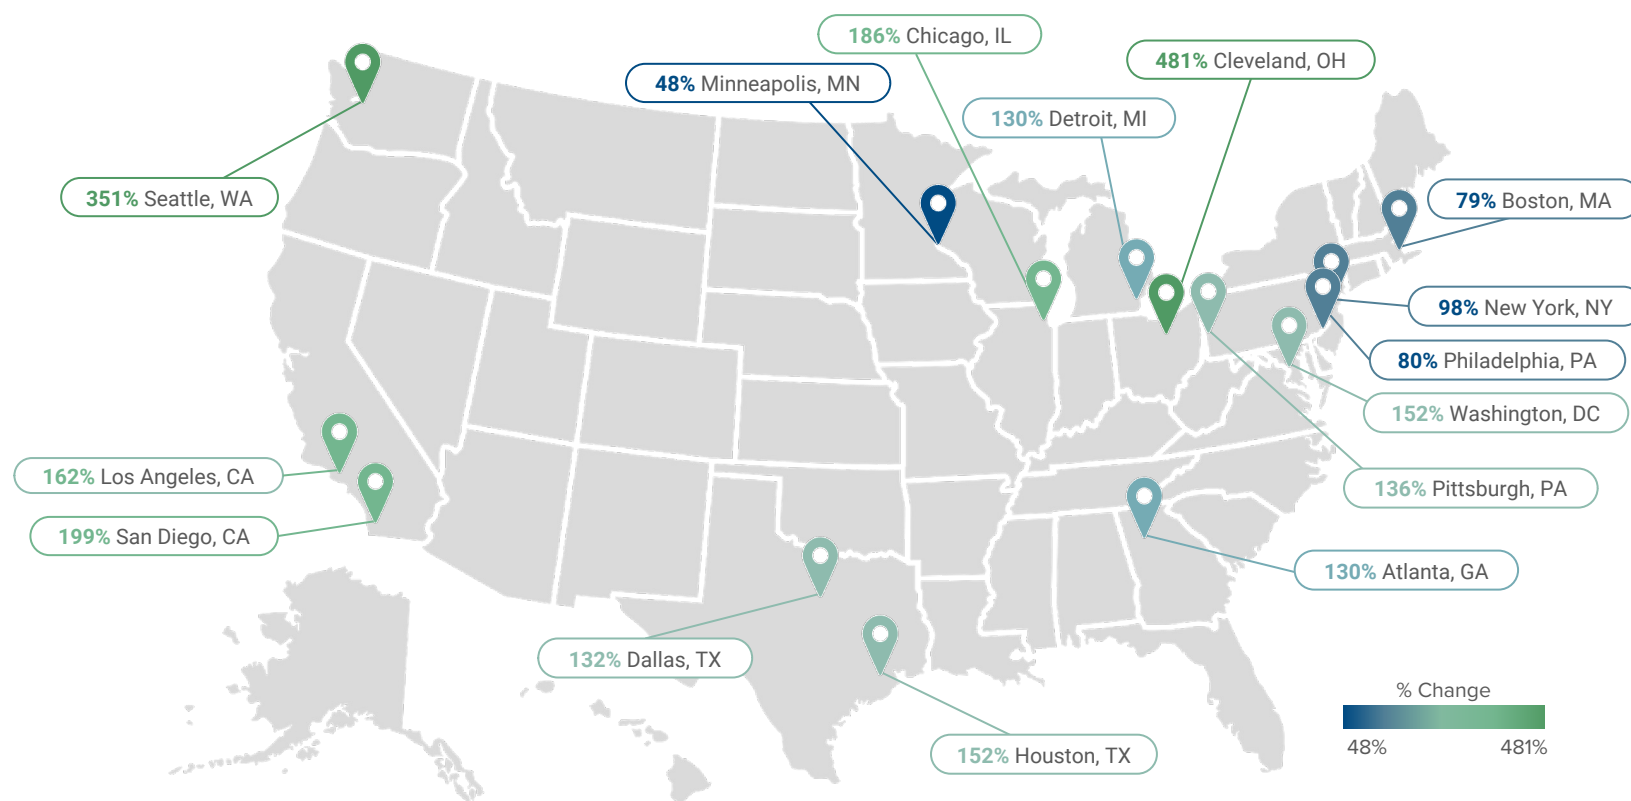 186% Chicago, IL
481% Cleveland, OH
48% Minneapolis, MN
130% Detroit, MI
351% Seattle, WA
79% Boston, MA
98% New York, NY
80% Philadelphia, PA
152% Washington, DC
162% Los Angeles, CA
136% Pittsburgh, PA
199% San Diego, CA
130% Atlanta, GA
132% Dallas, TX
152% Houston, TX
% Change
48%
481%